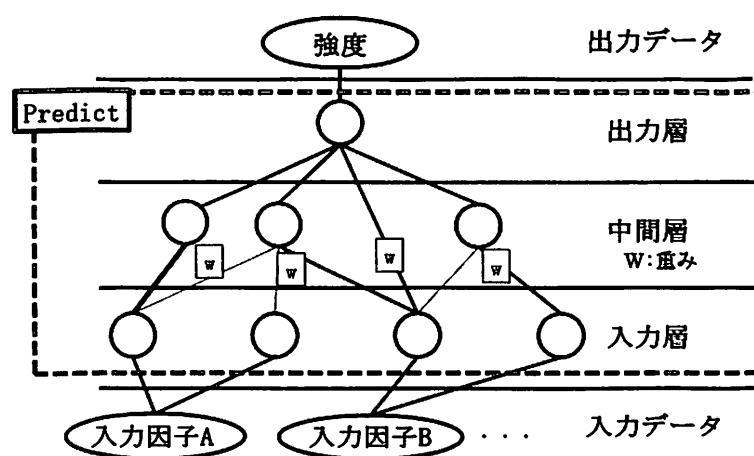 強度
出力データ
Predict
出力層
中間層
W:重み
w
w
w
w
入力層
入力因子A
入力因子B
・・・
入力データ